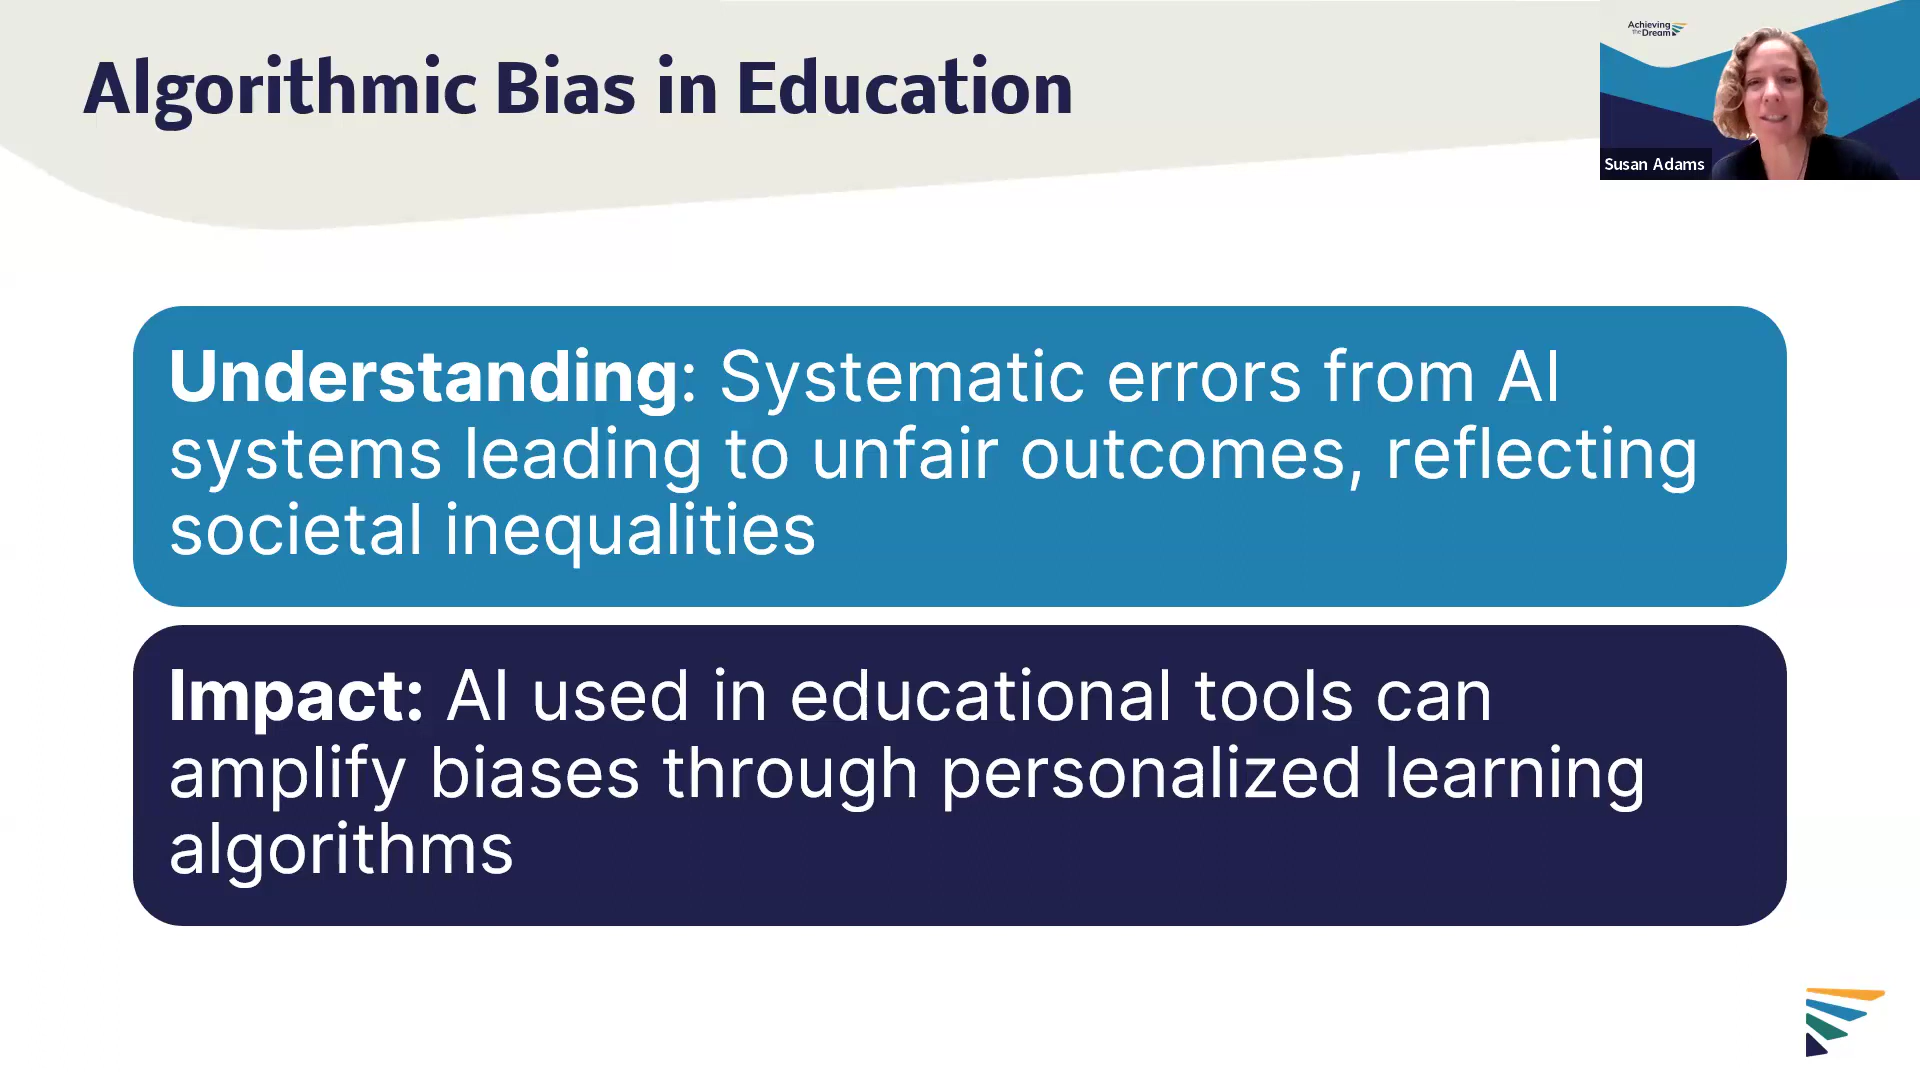 Algorithmic Bias in Education
Achieving
the Dream
Susan Adams
Understanding: Systematic errors from AI
systems leading to unfair outcomes, reflecting
societal inequalities
Impact: AI used in educational tools can
amplify biases through personalized learning
algorithms